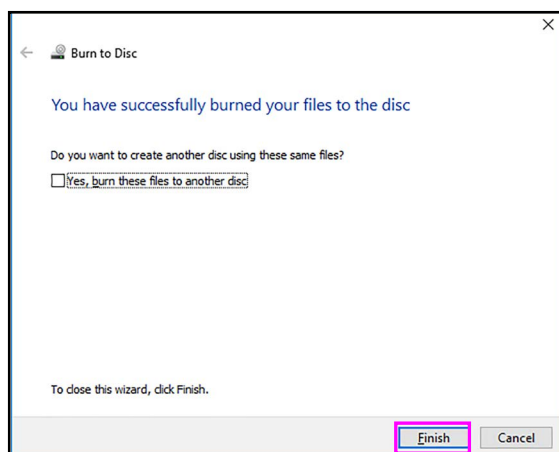 Burn to Disc
You have successfully burned your files to the disc
Do you want to create another disc using these same files?
Yes, burn these files to another disc
To close this wizard, click Finish.
Finish Cancel